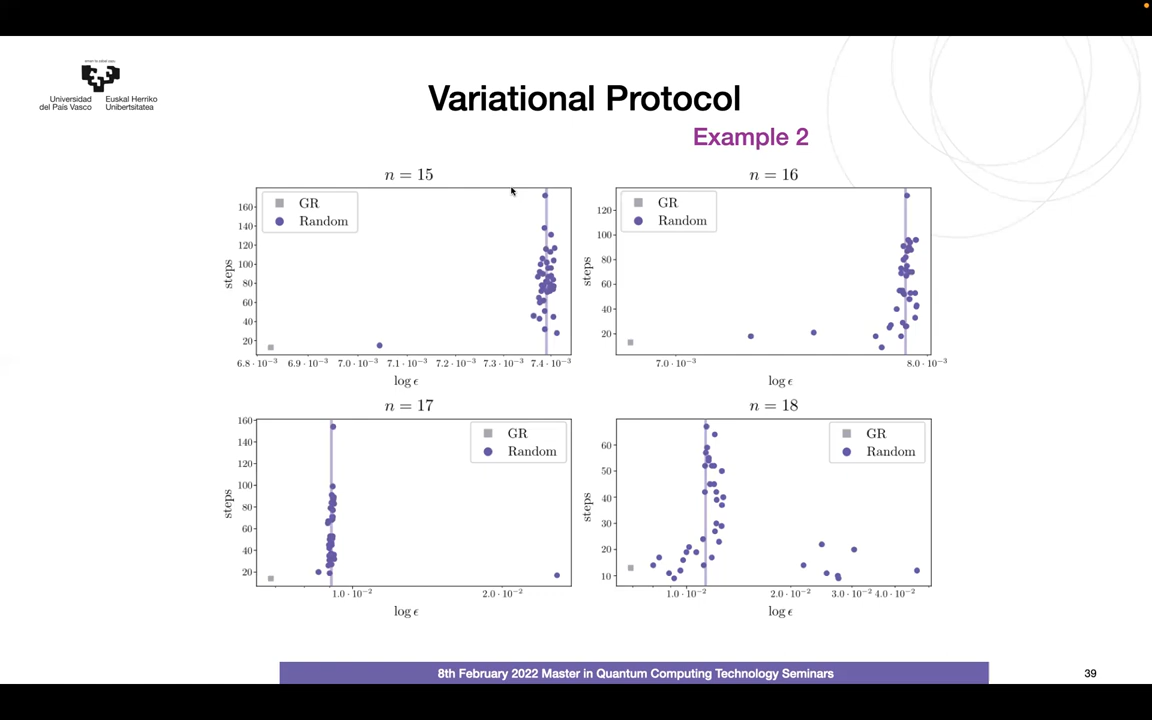 Universidad Euskal Herriko
del País Vasco Unibertsitatea
Variational Protocol
Example 2
n = 15
GR
Random
160
140
120
100
80
60
40
20
steps
6.8 · 10⁻³ 6.9 · 10⁻³ 7.0 · 10⁻³ 7.1 · 10⁻³ 7.2 · 10⁻³ 7.3 · 10⁻³ 7.4 · 10⁻³
log ϵ
n = 16
GR
Random
120
100
80
60
40
20
steps
7.0 · 10⁻³ 8.0 · 10⁻³
log ϵ
n = 17
GR
Random
160
140
120
100
80
60
40
20
steps
1.0 · 10⁻² 2.0 · 10⁻²
log ϵ
n = 18
GR
Random
60
50
40
30
20
10
steps
1.0 · 10⁻² 2.0 · 10⁻² 3.0 · 10⁻² 4.0 · 10⁻²
log ϵ
8th February 2022 Master in Quantum Computing Technology Seminars
39